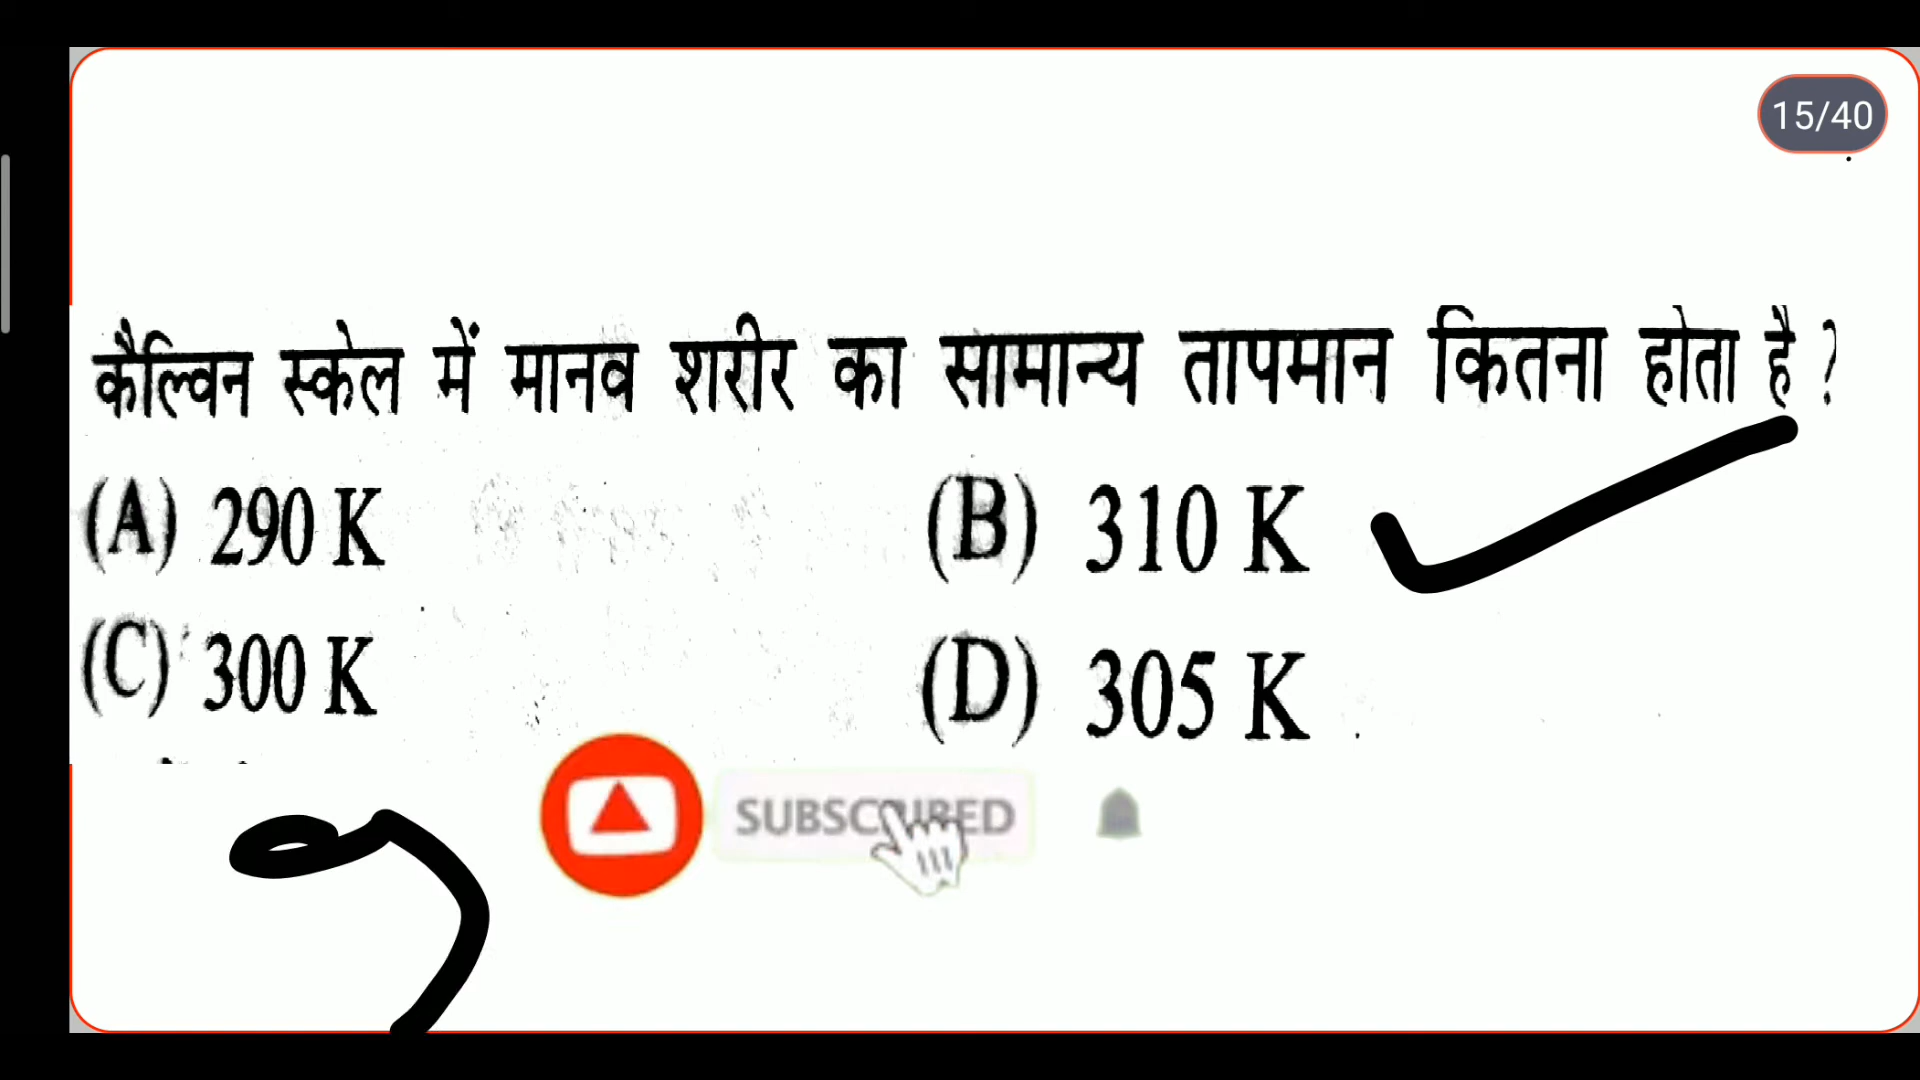 15/40
कैल्विन स्केल में मानव शरीर का सामान्य तापमान कितना होता है ?
(A) 290 K (B) 310 K
(C) 300 K (D) 305 K
SUBSCRIBED